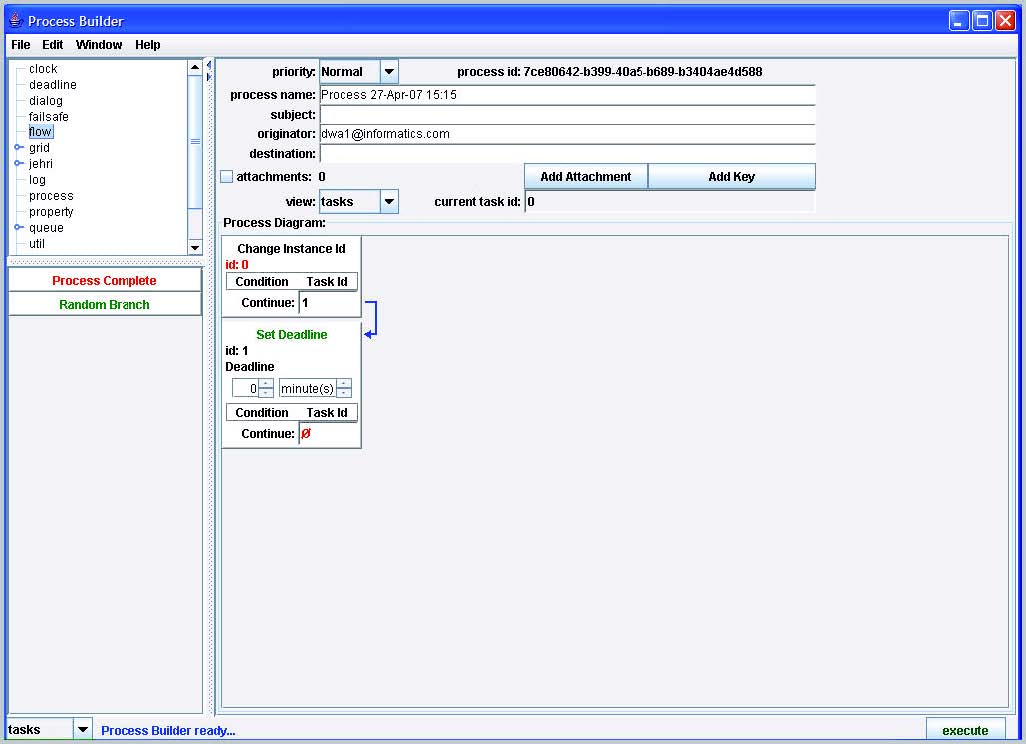 Process Builder
File Edit Window Help
clock
deadline
dialog
failsafe
flow
grid
jehri
log
process
property
queue
util
Process Complete
Random Branch
priority: Normal process id: 7ce80642-b399-40a5-b689-b3404ae4d588
process name: Process 27-Apr-07 15:15
subject:
originator: dwa1@informatics.com
destination:
attachments: 0 Add Attachment Add Key
view: tasks current task id: 0
Process Diagram:
Change Instance Id
id: 0
Condition Task Id
Continue: 1
Set Deadline
id: 1
Deadline
0 minute(s)
Condition Task Id
Continue: Ø
tasks Process Builder ready... execute